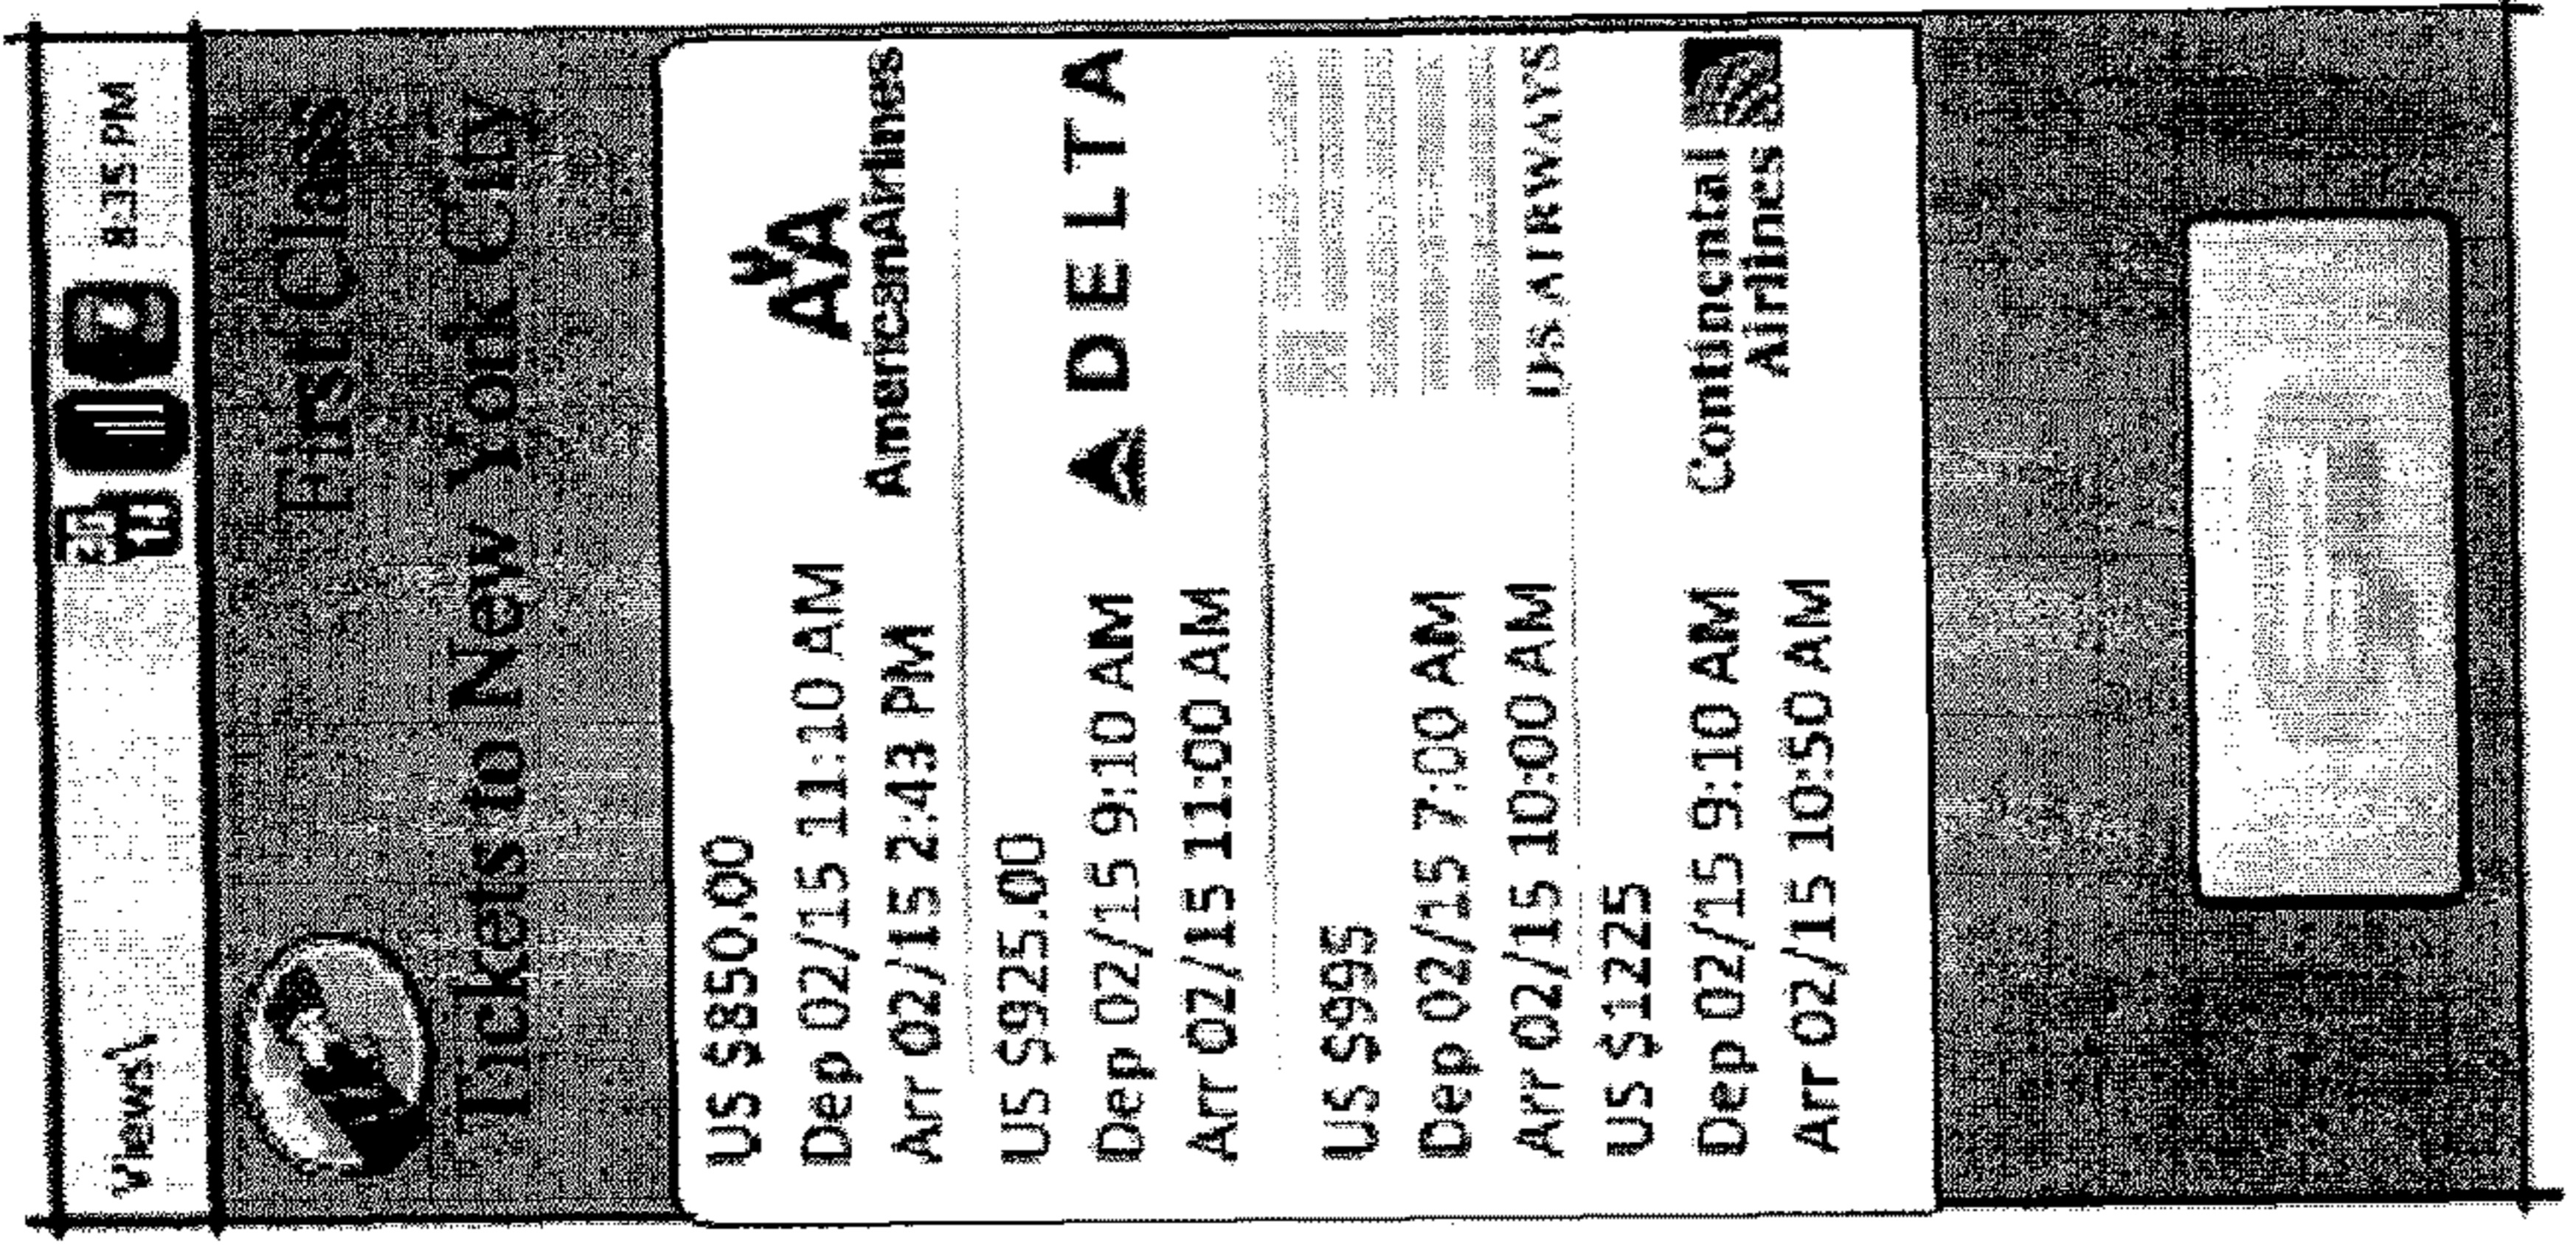 Views\ 8:15 PM
First Class
Tickets to New York City
US $850.00
Dep 02/15 11:10 AM
Arr 02/15 2:43 PM
AA
AmericanAirlines
US $925.00
DELTA
Dep 02/15 9:10 AM
Arr 02/15 11:00 AM
US $995
Dep 02/15 7:00 AM
Arr 02/15 10:00 AM
US AIRWAYS
US $1225
Dep 02/15 9:10 AM
Arr 02/15 10:50 AM
Continental
Airlines